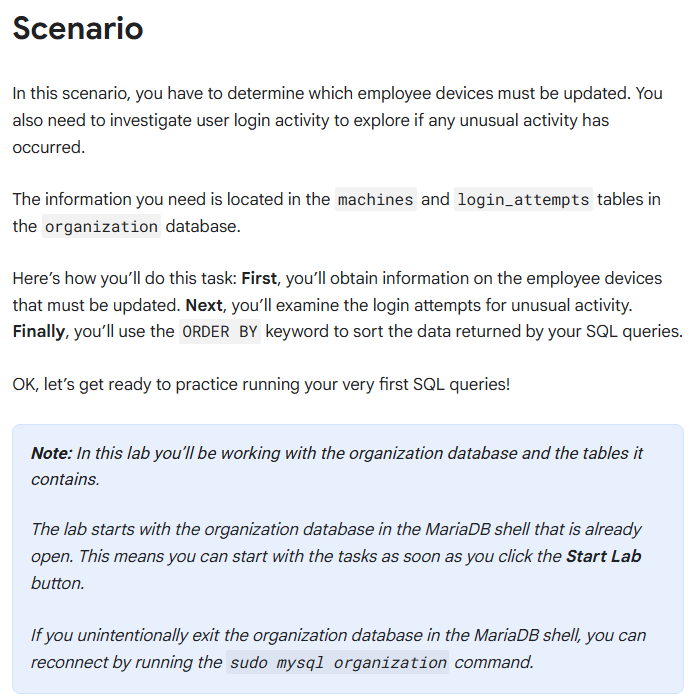 Scenario
In this scenario, you have to determine which employee devices must be updated. You
also need to investigate user login activity to explore if any unusual activity has
occurred.
The information you need is located in the machines and login_attempts tables in
the organization database.
Here’s how you’ll do this task: First, you’ll obtain information on the employee devices
that must be updated. Next, you’ll examine the login attempts for unusual activity.
Finally, you’ll use the ORDER BY keyword to sort the data returned by your SQL queries.
OK, let’s get ready to practice running your very first SQL queries!
Note: In this lab you’ll be working with the organization database and the tables it
contains.
The lab starts with the organization database in the MariaDB shell that is already
open. This means you can start with the tasks as soon as you click the Start Lab
button.
If you unintentionally exit the organization database in the MariaDB shell, you can
reconnect by running the sudo mysql organization command.